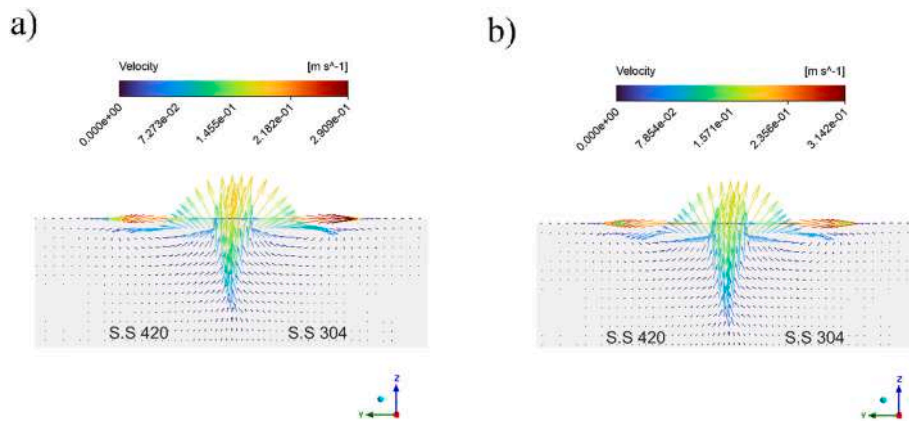 a)
Velocity [m s^-1]
0.000e+00 7.273e-02 1.455e-01 2.182e-01 2.909e-01
S.S 420 S.S 304
Z
Y
b)
Velocity [m s^-1]
0.000e+00 7.854e-02 1.571e-01 2.356e-01 3.142e-01
S.S 420 S,S 304
Z
Y